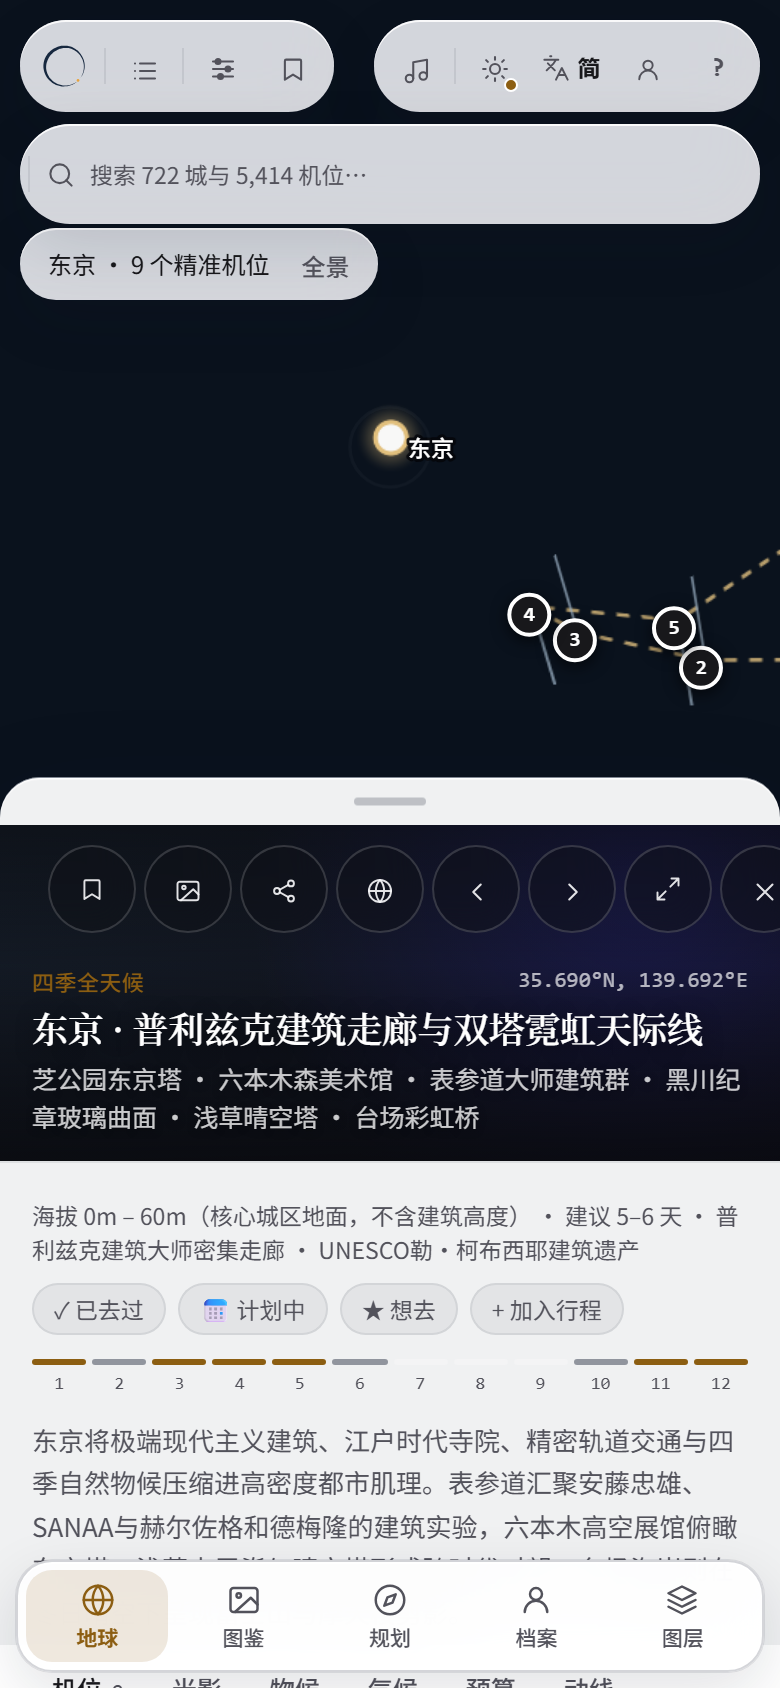 简
?
搜索 722 城与 5,414 机位…
东京 · 9 个精准机位 全景
东京
4
3
5
2
四季全天候
35.690°N, 139.692°E
东京 · 普利兹克建筑走廊与双塔霓虹天际线
芝公园东京塔 · 六本木森美术馆 · 表参道大师建筑群 · 黑川纪
章玻璃曲面 · 浅草晴空塔 · 台场彩虹桥
海拔 0m – 60m（核心城区地面，不含建筑高度） · 建议 5–6 天 · 普
利兹克建筑大师密集走廊 · UNESCO勒·柯布西耶建筑遗产
✓ 已去过 计划中 ★ 想去 + 加入行程
1 2 3 4 5 6 7 8 9 10 11 12
东京将极端现代主义建筑、江户时代寺院、精密轨道交通与四
季自然物候压缩进高密度都市肌理。表参道汇聚安藤忠雄、
SANAA与赫尔佐格和德梅隆的建筑实验，六本木高空展馆俯瞰
地球 图鉴 规划 档案 图层
机位 光影 物候 气候 预算 动线